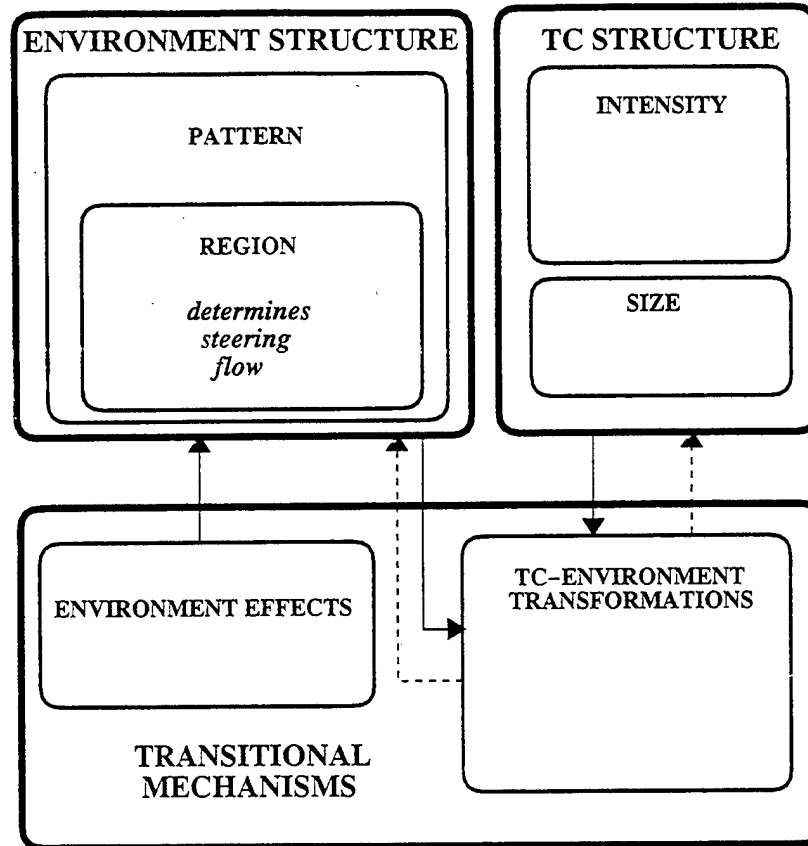 ENVIRONMENT STRUCTURE
PATTERN
REGION
determines
steering
flow
TC STRUCTURE
INTENSITY
SIZE
ENVIRONMENT EFFECTS
TC-ENVIRONMENT
TRANSFORMATIONS
TRANSITIONAL
MECHANISMS